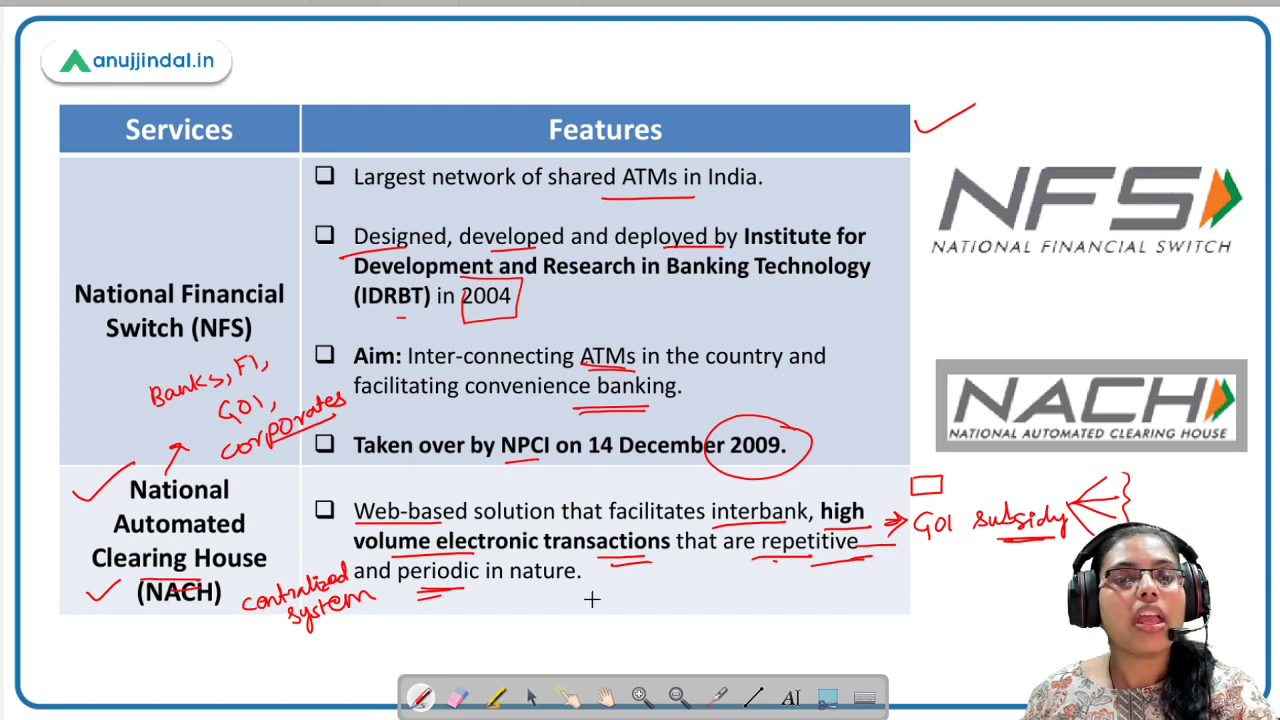 anujjindal.in
Services
Features
National Financial
Switch (NFS)
❑ Largest network of shared ATMs in India.
❑ Designed, developed and deployed by Institute for
Development and Research in Banking Technology
(IDRBT) in 2004
❑ Aim: Inter-connecting ATMs in the country and
facilitating convenience banking.
❑ Taken over by NPCI on 14 December 2009.
Banks, FI,
GOI,
corporates
National
Automated
Clearing House
(NACH)
centralized
system
❑ Web-based solution that facilitates interbank, high
volume electronic transactions that are repetitive
and periodic in nature.
NFS
NATIONAL FINANCIAL SWITCH
NACH
NATIONAL AUTOMATED CLEARING HOUSE
GOI subsidy
AI